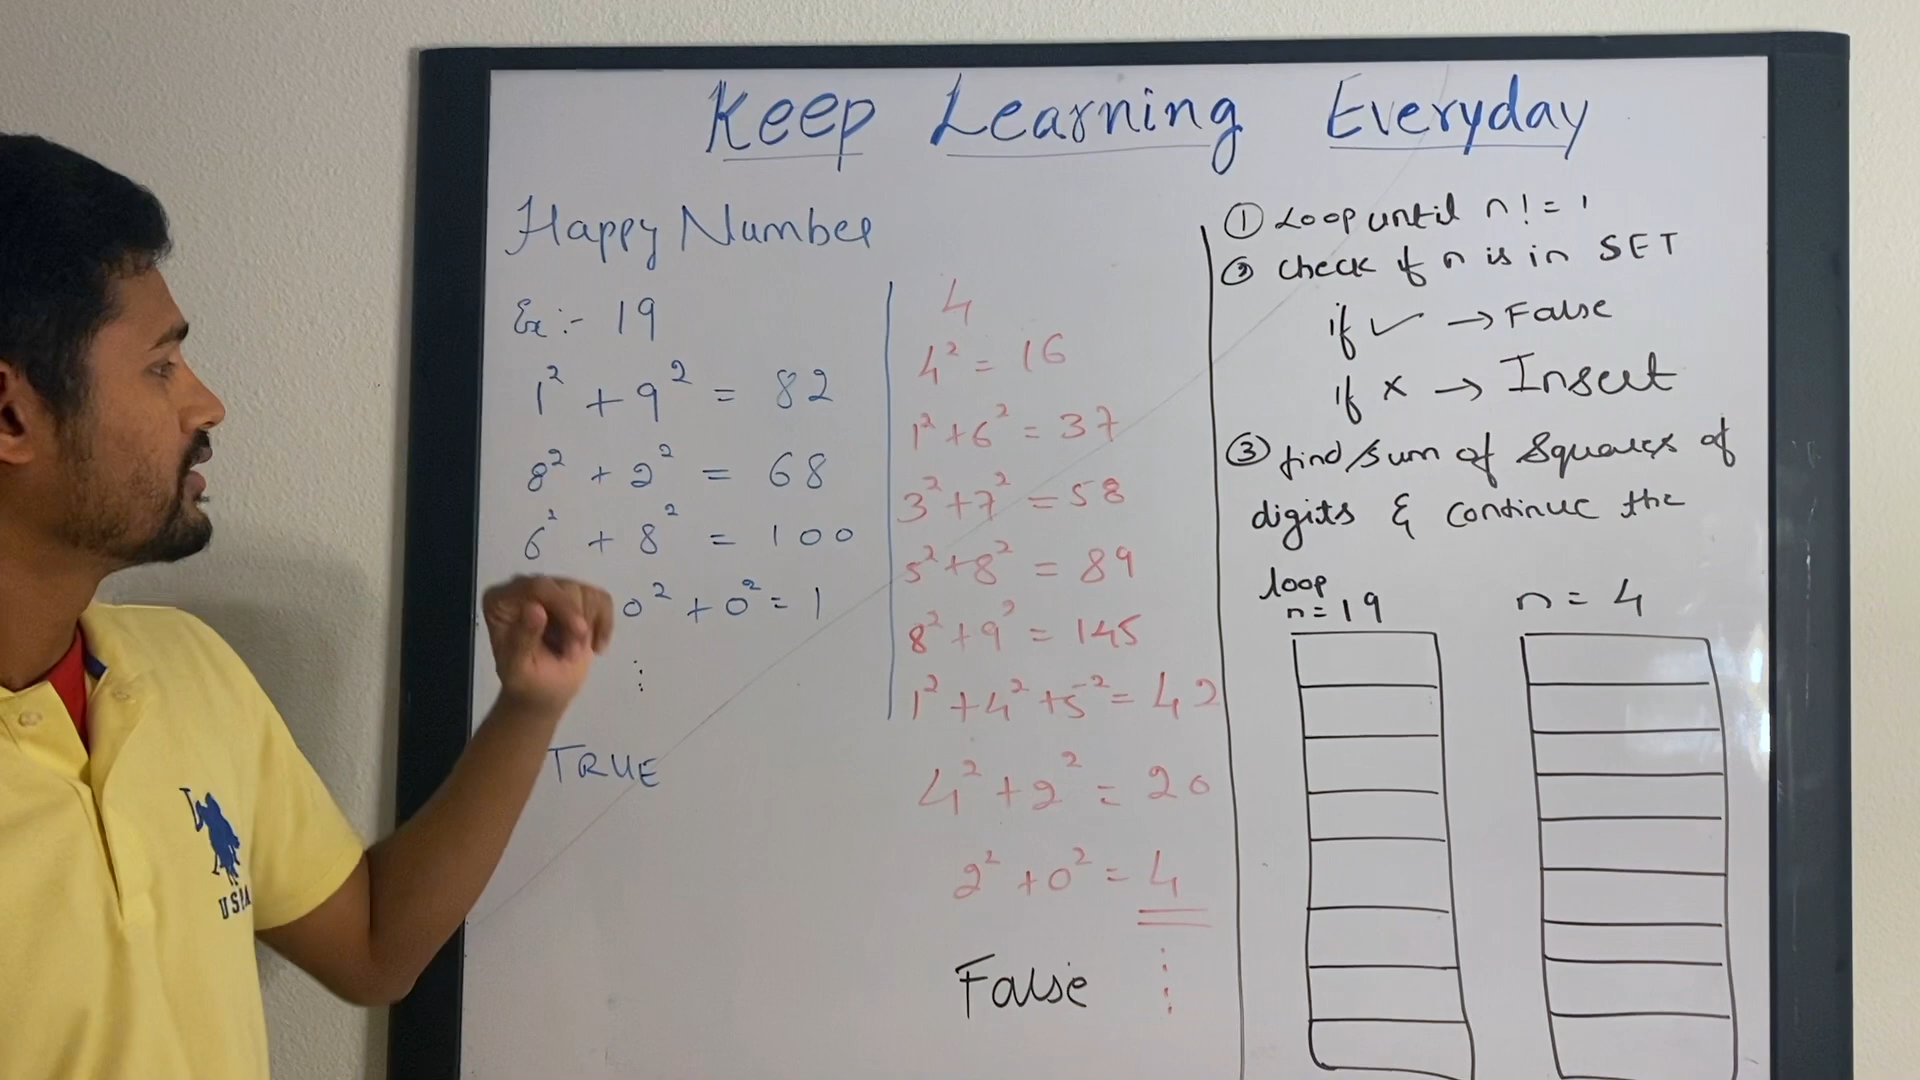 Keep Learning Everyday
Happy Number
Ex :- 19
1² + 9² = 82
8² + 2² = 68
6² + 8² = 100
0² + 0² = 1
⋮
TRUE
4
4² = 16
1² + 6² = 37
3² + 7² = 58
5² + 8² = 89
8² + 9² = 145
1² + 4² + 5² = 42
4² + 2² = 20
2² + 0² = 4
⋮
False
① Loop until n! = 1
② check if n is in SET
if ✓ → False
if × → Insert
③ find sum of squares of
digits & continue the
loop
n = 19
n = 4